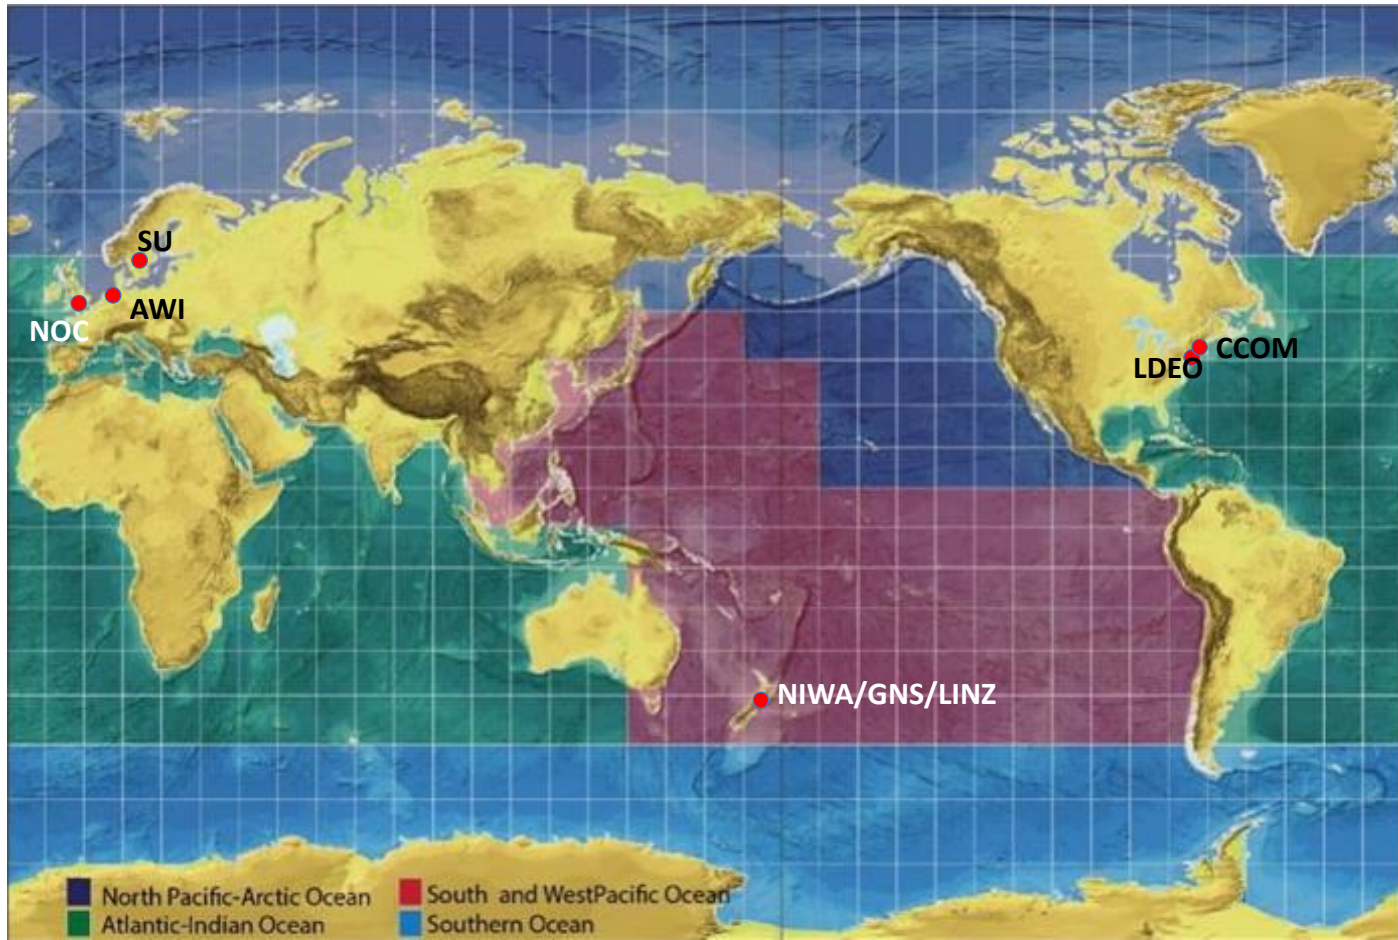 SU
AWI
NOC
CCOM
LDEO
NIWA/GNS/LINZ
North Pacific-Arctic Ocean
South and WestPacific Ocean
Atlantic-Indian Ocean
Southern Ocean